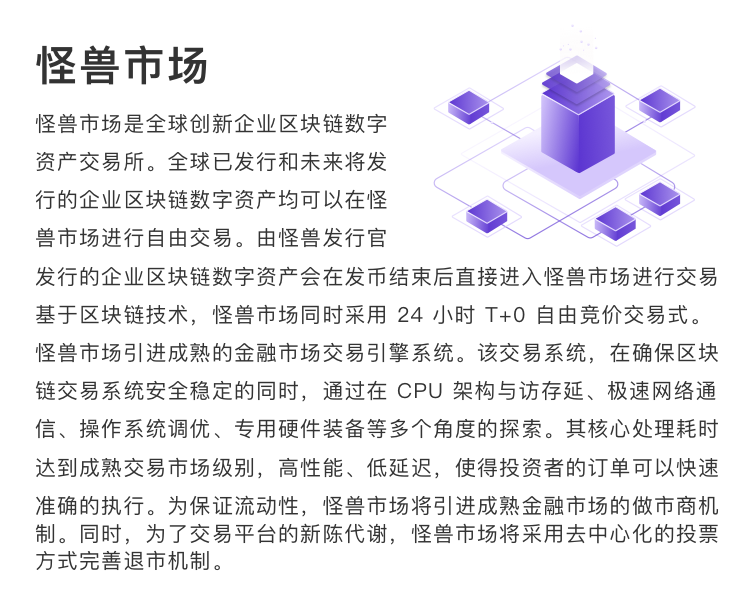 怪兽市场
怪兽市场是全球创新企业区块链数字
资产交易所。全球已发行和未来将发
行的企业区块链数字资产均可以在怪
兽市场进行自由交易。由怪兽发行官
发行的企业区块链数字资产会在发币结束后直接进入怪兽市场进行交易
基于区块链技术，怪兽市场同时采用 24 小时 T+0 自由竞价交易式。
怪兽市场引进成熟的金融市场交易引擎系统。该交易系统，在确保区块
链交易系统安全稳定的同时，通过在 CPU 架构与访存延、极速网络通
信、操作系统调优、专用硬件装备等多个角度的探索。其核心处理耗时
达到成熟交易市场级别，高性能、低延迟，使得投资者的订单可以快速
准确的执行。为保证流动性，怪兽市场将引进成熟金融市场的做市商机
制。同时，为了交易平台的新陈代谢，怪兽市场将采用去中心化的投票
方式完善退市机制。